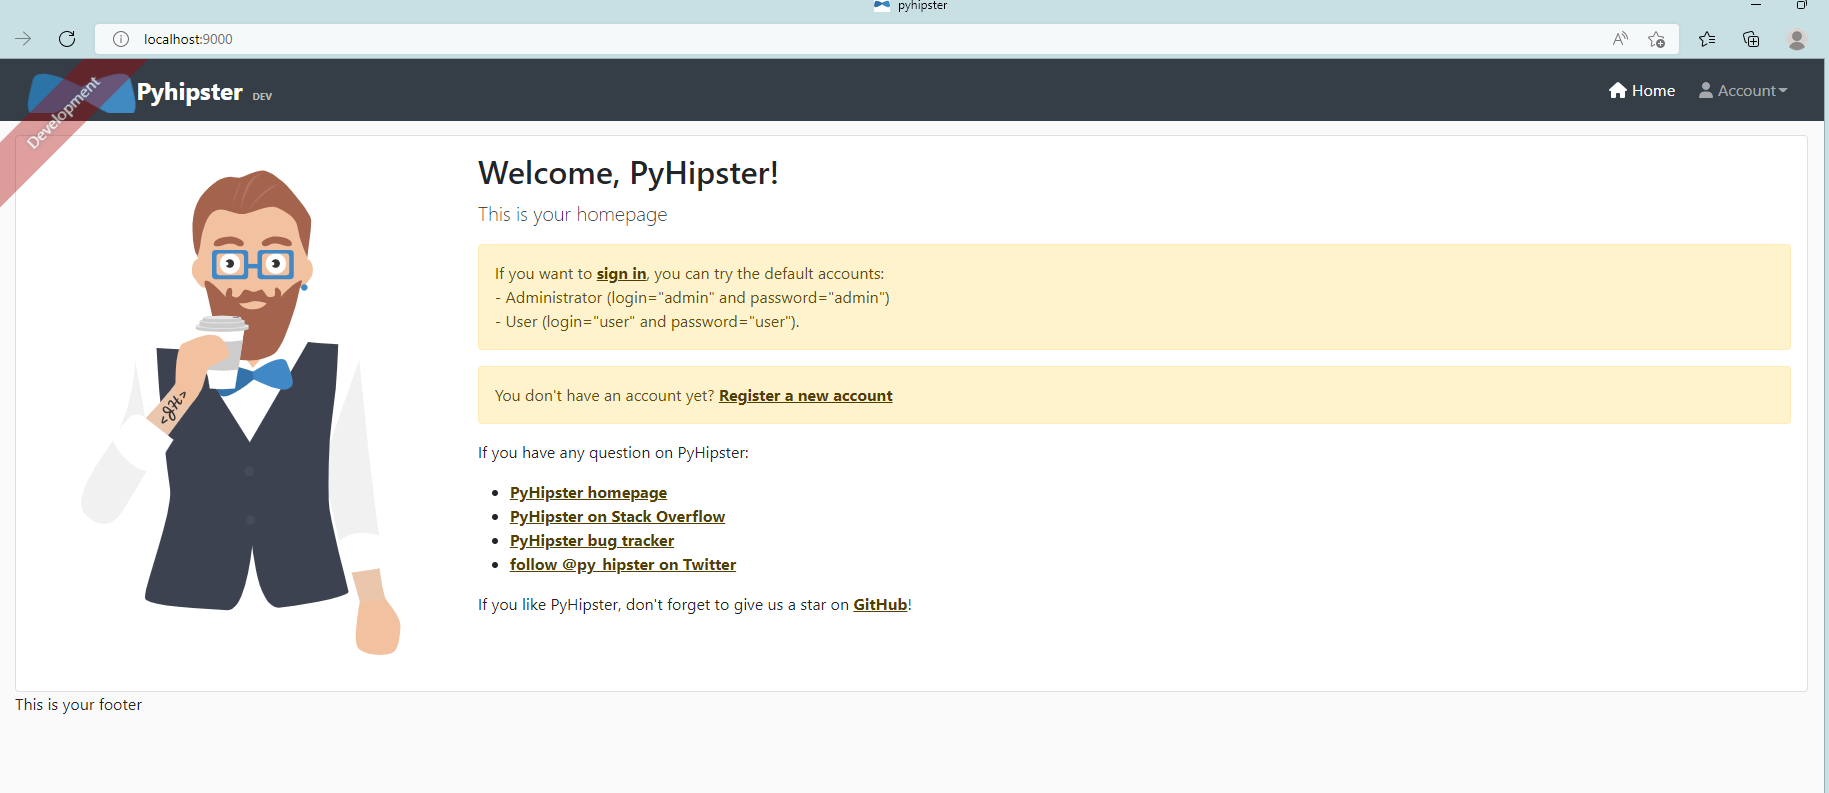 pyhipster
localhost:9000
Development
Pyhipster DEV
Home
Account
Welcome, PyHipster!
This is your homepage
If you want to sign in, you can try the default accounts:
- Administrator (login="admin" and password="admin")
- User (login="user" and password="user").
You don't have an account yet? Register a new account
<JH>
If you have any question on PyHipster:
PyHipster homepage
PyHipster on Stack Overflow
PyHipster bug tracker
follow @py_hipster on Twitter
If you like PyHipster, don't forget to give us a star on GitHub!
This is your footer